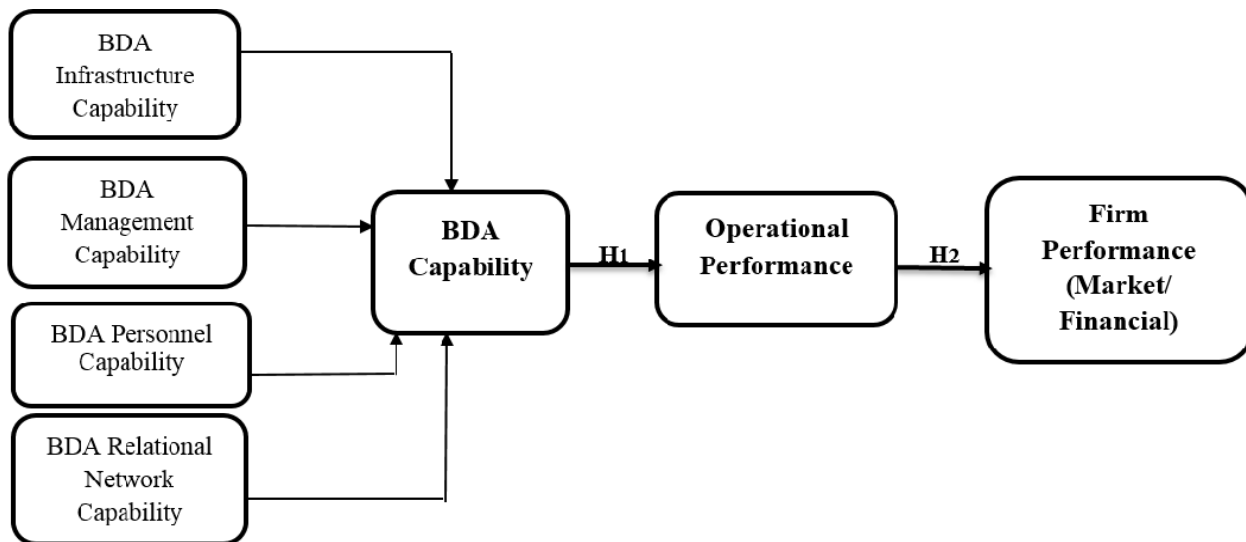 BDA
Infrastructure
Capability
BDA
Management
Capability
BDA Personnel
Capability
BDA Relational
Network
Capability
BDA
Capability
H1
Operational
Performance
H2
Firm
Performance
(Market/
Financial)